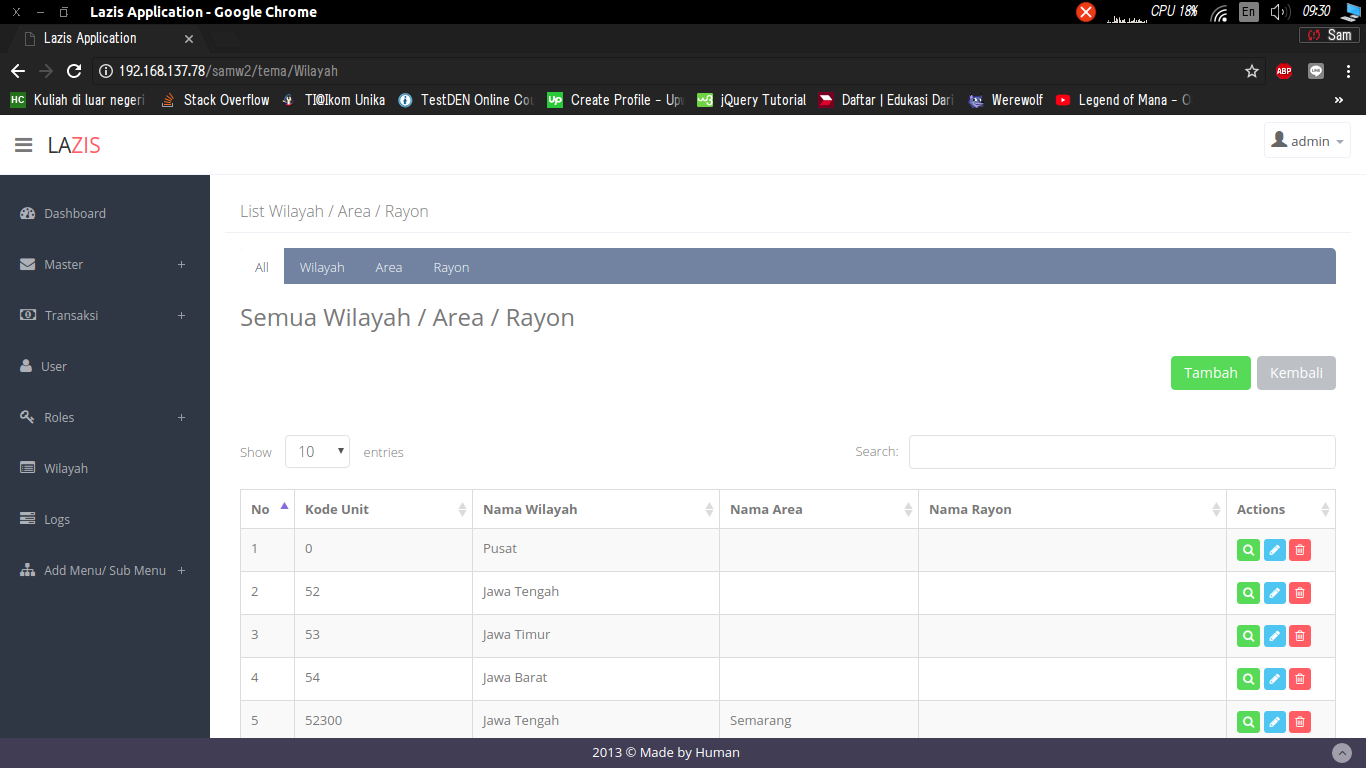 Lazis Application - Google Chrome
CPU 18%
En
09:30
Lazis Application
Sam
192.168.137.78/samw2/tema/Wilayah
ABP
HC Kuliah di luar negeri
Stack Overflow
TI@Ikom Unika
TestDEN Online Cou
Up Create Profile - Upw
jQuery Tutorial
Daftar | Edukasi Dari
Werewolf
Legend of Mana - O
LAZIS
admin
Dashboard
Master +
Transaksi +
User
Roles +
Wilayah
Logs
Add Menu/ Sub Menu +
List Wilayah / Area / Rayon
All Wilayah Area Rayon
Semua Wilayah / Area / Rayon
Tambah Kembali
Show 10 entries Search:
No Kode Unit Nama Wilayah Nama Area Nama Rayon Actions
1 0 Pusat
2 52 Jawa Tengah
3 53 Jawa Timur
4 54 Jawa Barat
5 52300 Jawa Tengah Semarang
2013 © Made by Human